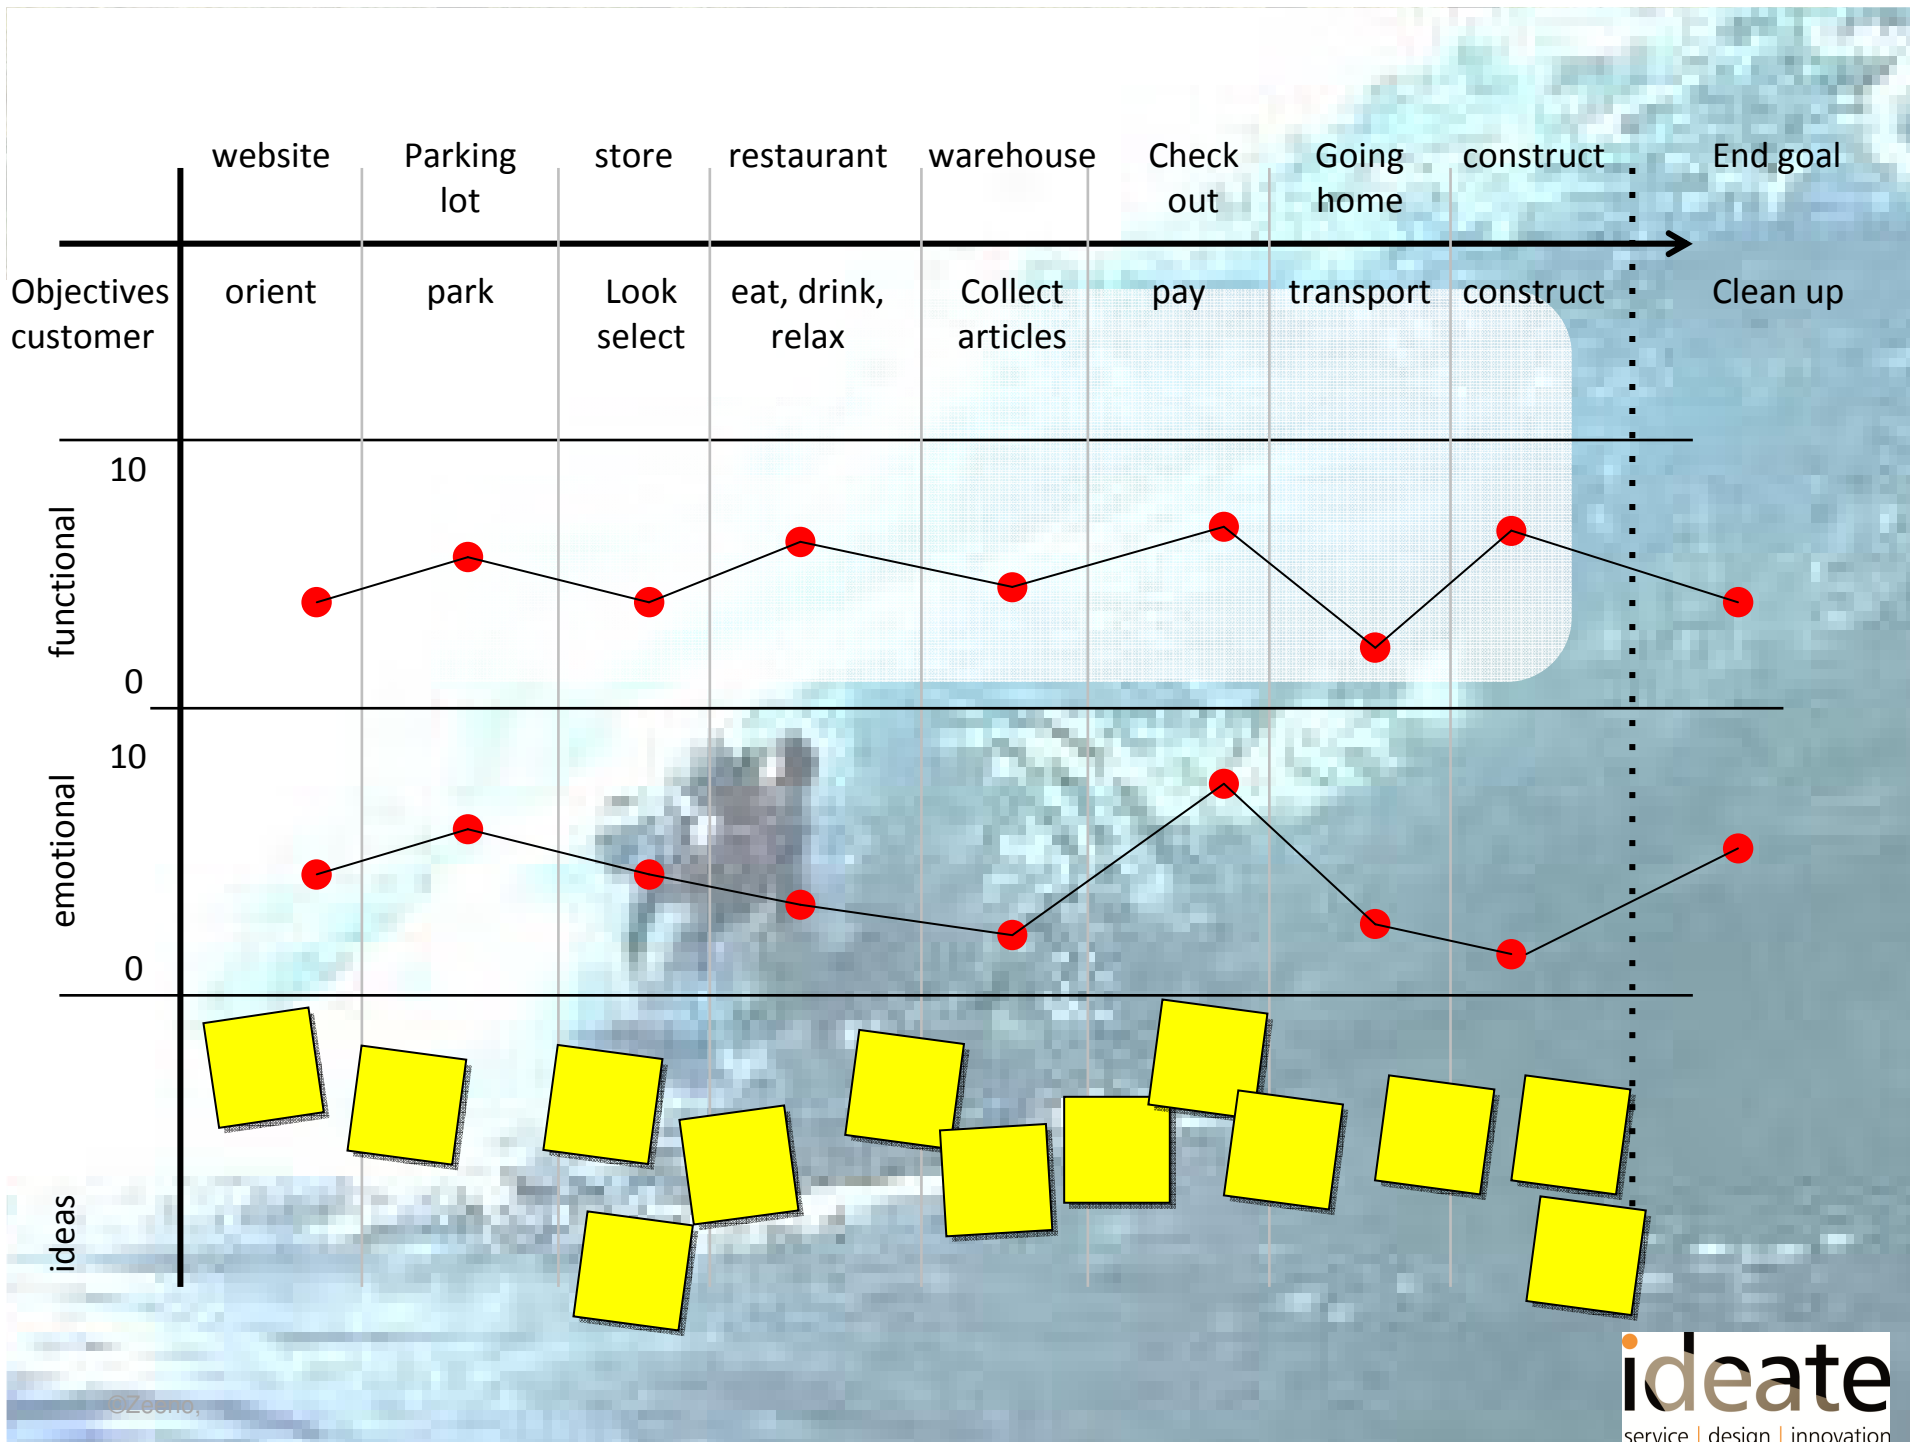 website
Parking
lot
store
restaurant
warehouse
Check
out
Going
home
construct
End goal
Objectives
customer
orient
park
Look
select
eat, drink,
relax
Collect
articles
pay
transport
construct
Clean up
10
functional
0
10
emotional
0
ideas
ideate
service | design | innovation